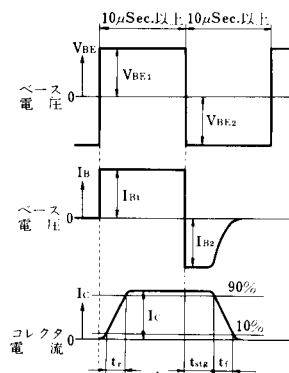 10μSec.以上 10μSec.以上
VBE
VBE1
ベース
電圧
0
VBE2
IB
IB1
ベース
電圧
0
IB2
IC
90%
IC
10%
コレクタ
電流
0
tr
tstg
tf